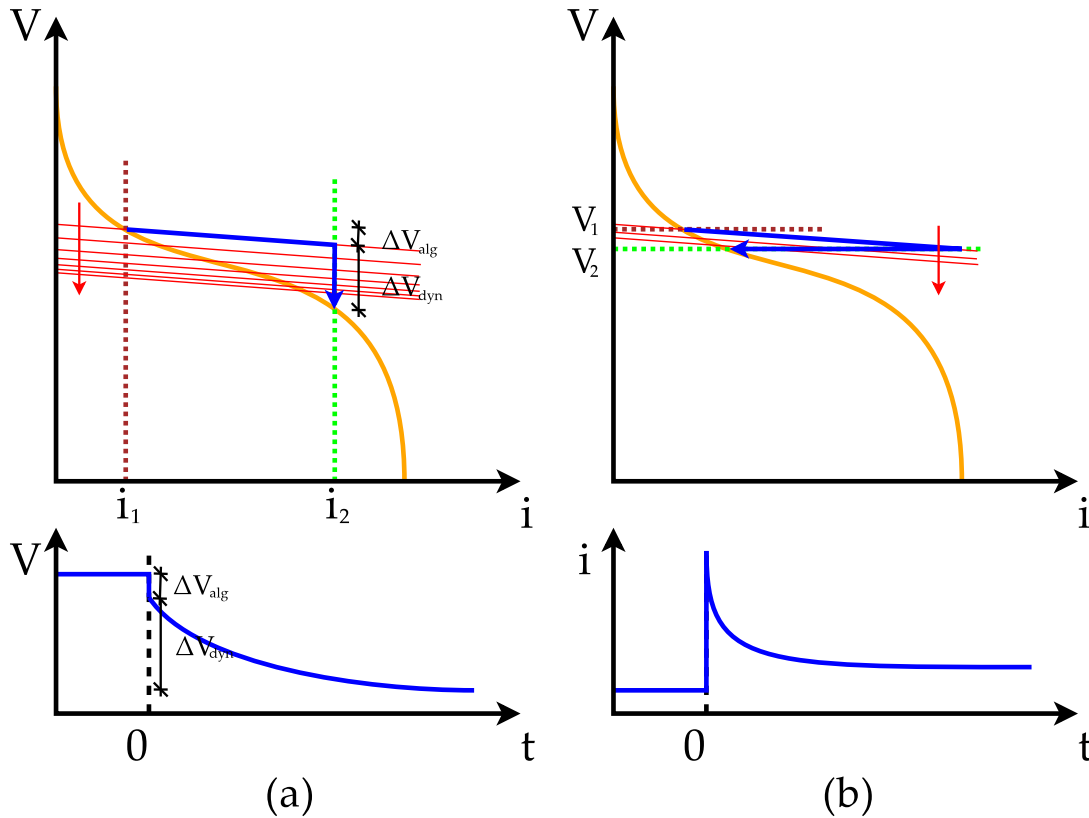 V
ΔV_alg
ΔV_dyn
i₁
i₂
i
V
ΔV_alg
ΔV_dyn
0
t
(a)
V
V₁
V₂
i
i
0
t
(b)